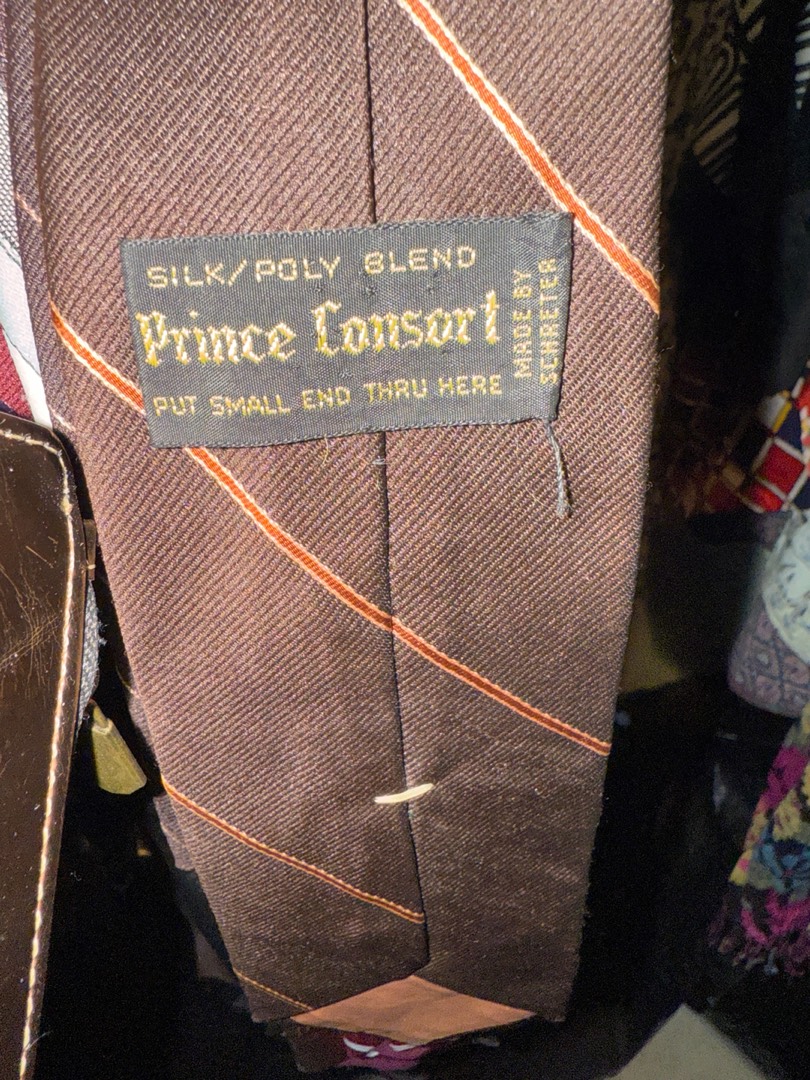 SILK/POLY BLEND
Prince Consort
PUT SMALL END THRU HERE
MADE BY
SCHRETER